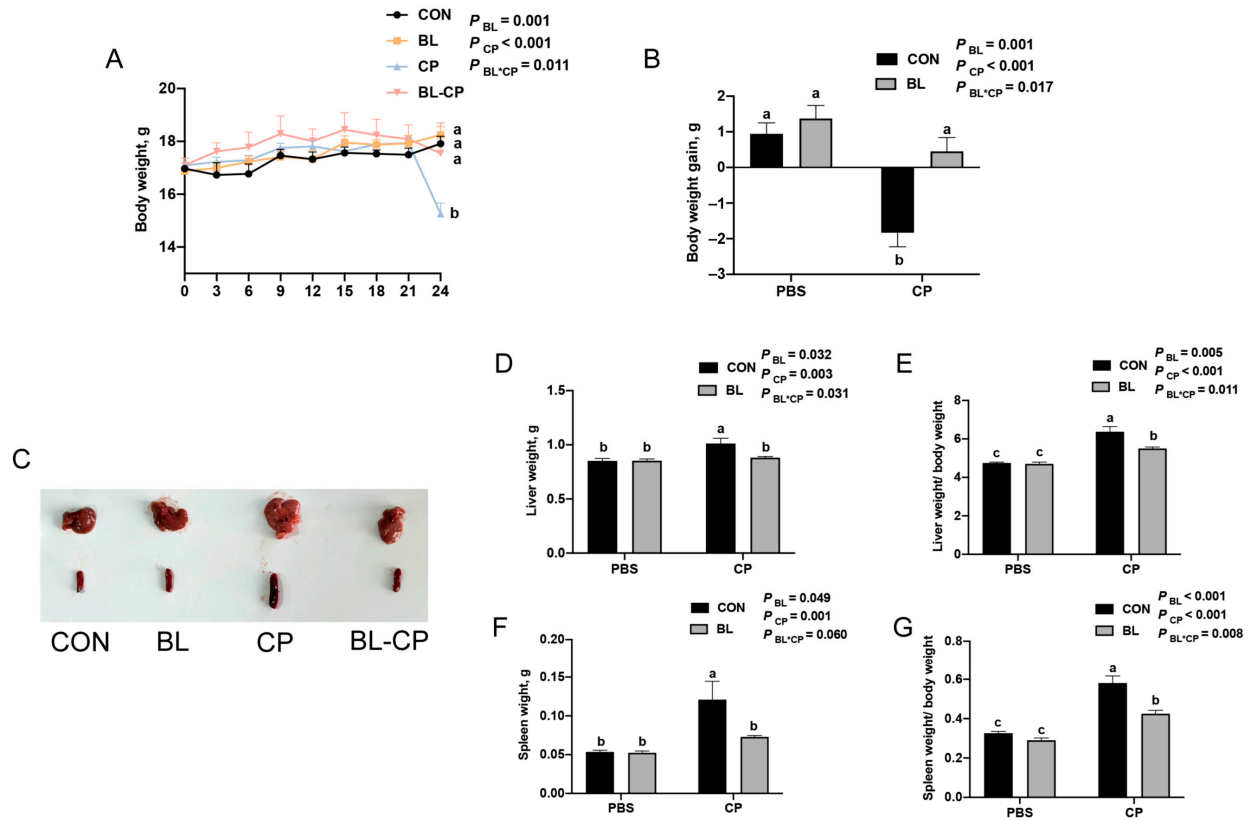 A
CON
BL
CP
BL-CP
P BL = 0.001
P CP < 0.001
P BL*CP = 0.011
Body weight, g
20
18
16
14
a
a
a
b
0 3 6 9 12 15 18 21 24
B
CON
BL
P BL = 0.001
P CP < 0.001
P BL*CP = 0.017
Body weight gain, g
2
1
0
−1
−2
−3
a a a
b
PBS CP
C
CON BL CP BL-CP
D
CON
BL
P BL = 0.032
P CP = 0.003
P BL*CP = 0.031
Liver weight, g
1.5
1.0
0.5
0.0
b b a b
PBS CP
E
CON
BL
P BL = 0.005
P CP < 0.001
P BL*CP = 0.011
Liver weight/ body weight
8
6
4
2
0
c c a b
PBS CP
F
CON
BL
P BL = 0.049
P CP = 0.001
P BL*CP = 0.060
Spleen wight, g
0.20
0.15
0.10
0.05
0.00
b b a b
PBS CP
G
CON
BL
P BL < 0.001
P CP < 0.001
P BL*CP = 0.008
Spleen weight/ body weight
0.8
0.6
0.4
0.2
0.0
c c a b
PBS CP